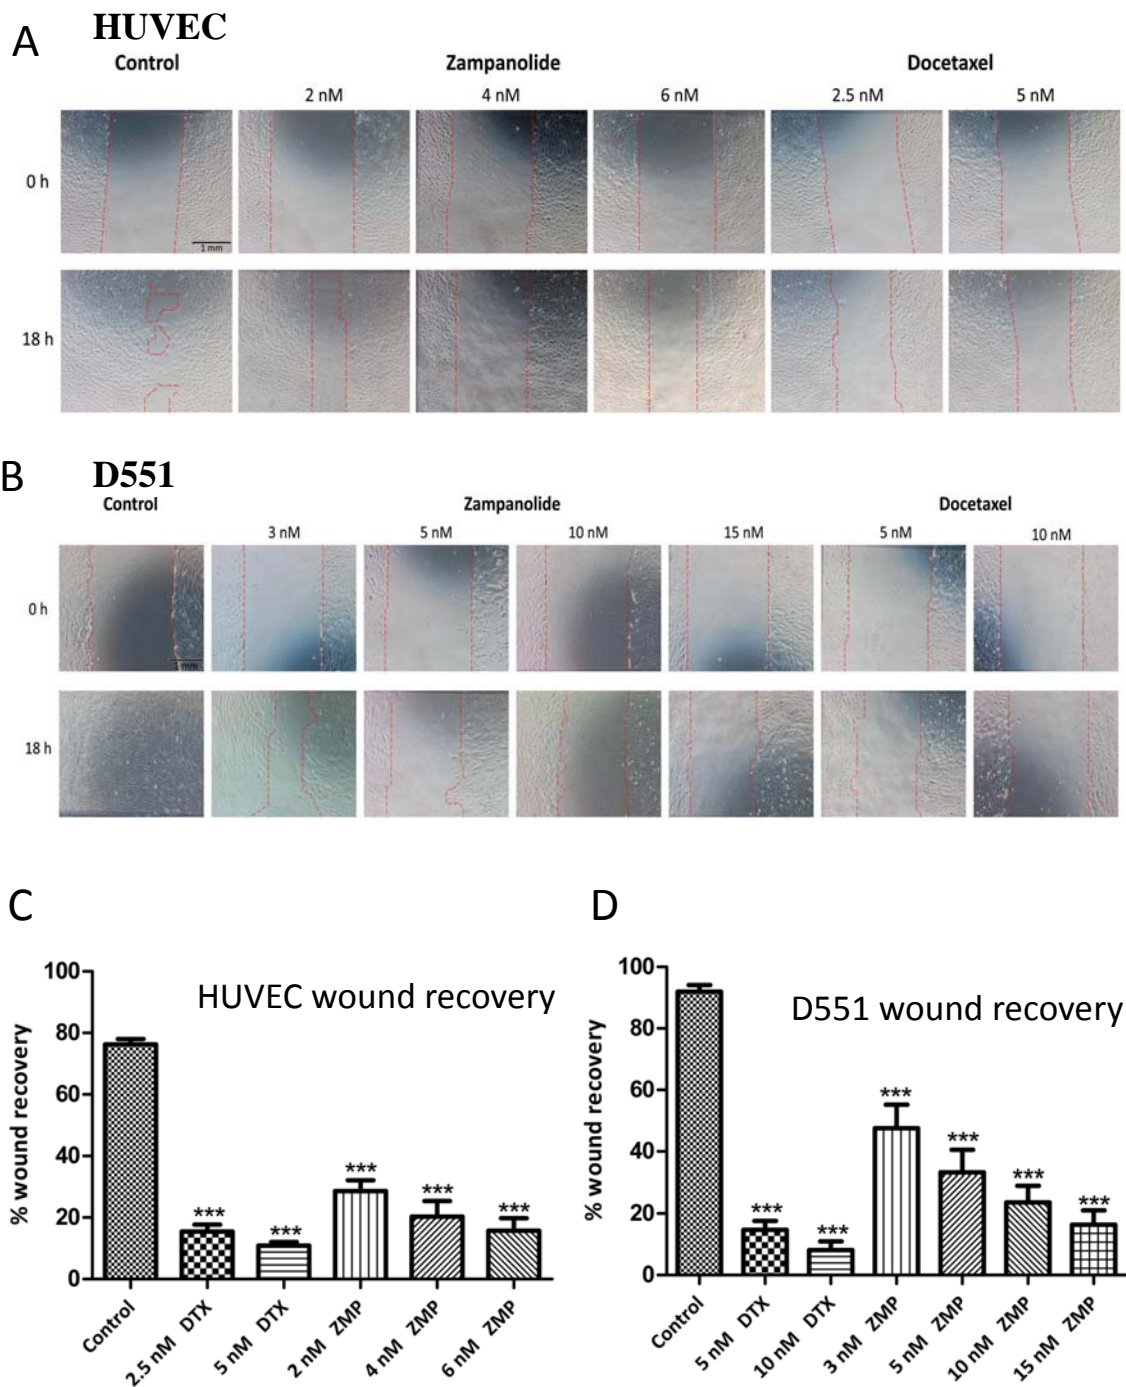 A HUVEC
Control Zampanolide Docetaxel
2 nM 4 nM 6 nM 2.5 nM 5 nM
0 h
1 mm
18 h
B D551
Control Zampanolide Docetaxel
3 nM 5 nM 10 nM 15 nM 5 nM 10 nM
0 h
1 mm
18 h
C
HUVEC wound recovery
% wound recovery
100
80
60
40
20
0
***
***
***
***
***
Control
2.5 nM DTX
5 nM DTX
2 nM ZMP
4 nM ZMP
6 nM ZMP
D
D551 wound recovery
% wound recovery
100
80
60
40
20
0
***
***
***
***
***
***
Control
5 nM DTX
10 nM DTX
3 nM ZMP
5 nM ZMP
10 nM ZMP
15 nM ZMP